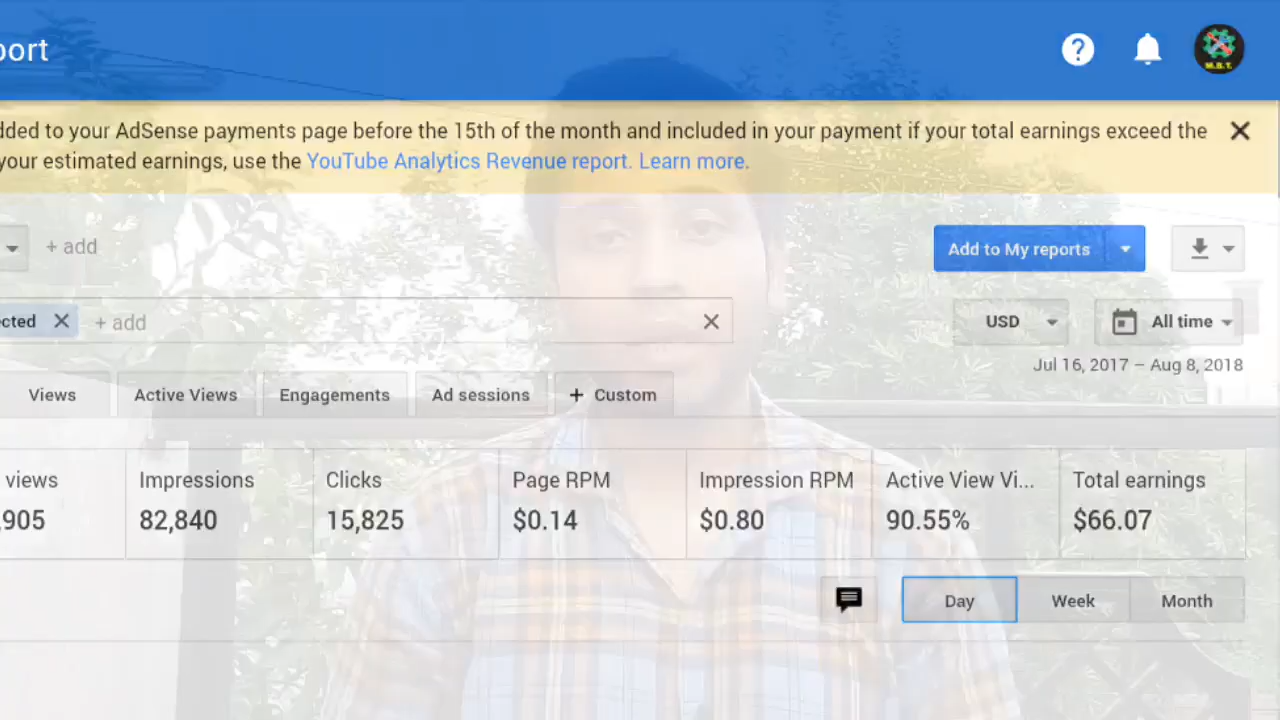 ort
dded to your AdSense payments page before the 15th of the month and included in your payment if your total earnings exceed the
your estimated earnings, use the YouTube Analytics Revenue report. Learn more.
+ add
Add to My reports
cted
+ add
USD
All time
Jul 16, 2017 – Aug 8, 2018
Views
Active Views
Engagements
Ad sessions
+ Custom
views
Impressions
Clicks
Page RPM
Impression RPM
Active View Vi...
Total earnings
,905
82,840
15,825
$0.14
$0.80
90.55%
$66.07
Day
Week
Month
M.B.T.